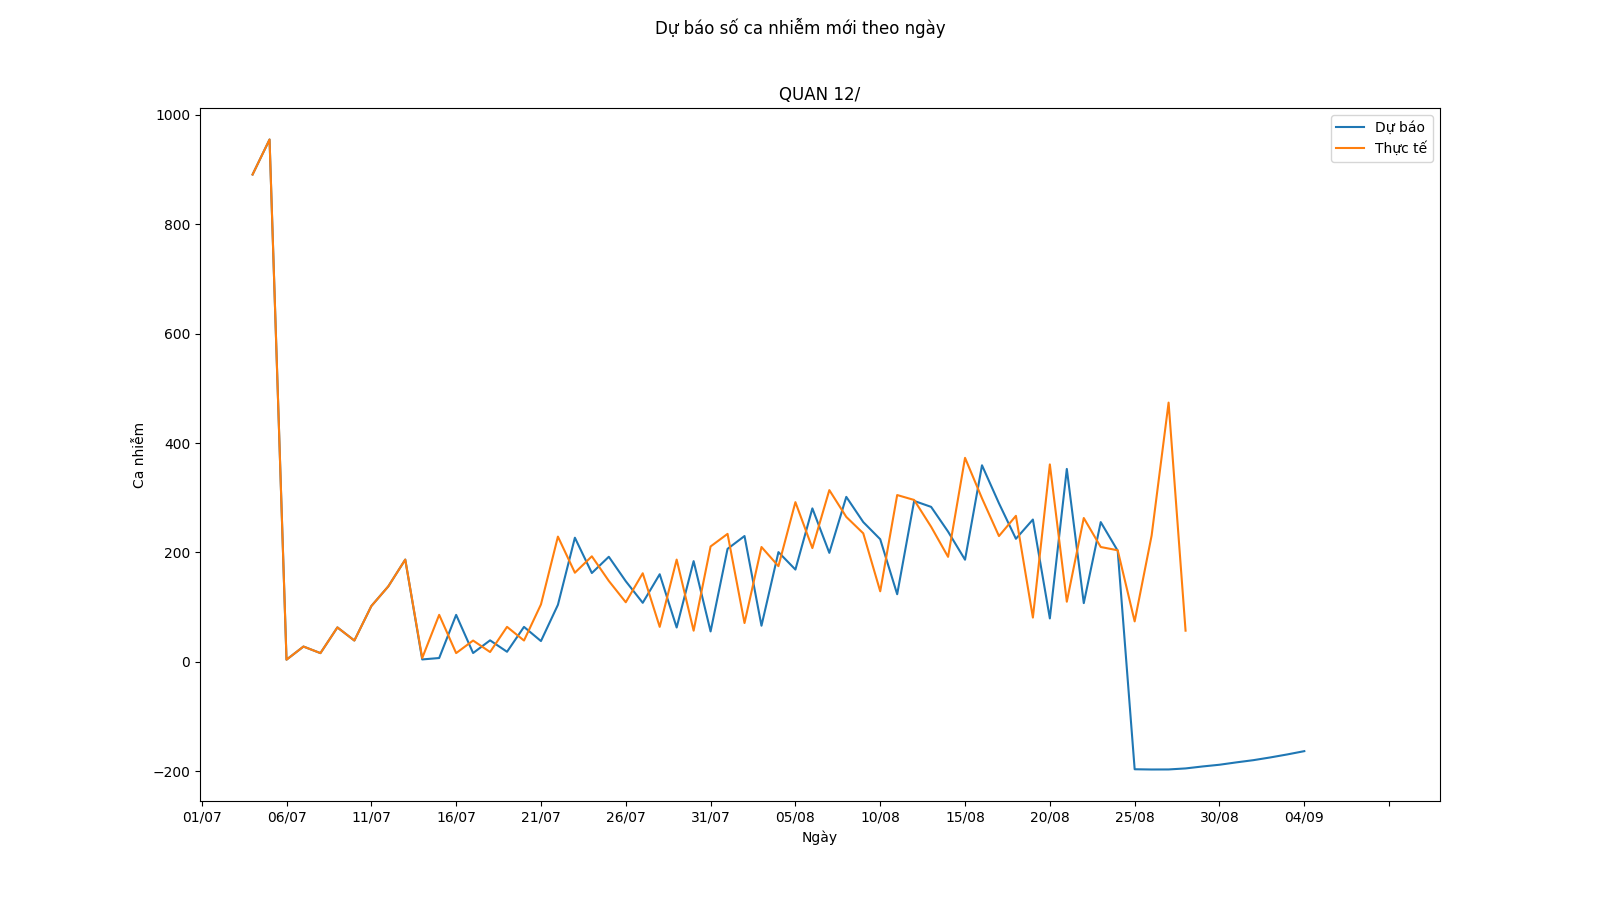 Dự báo số ca nhiễm mới theo ngày
QUAN 12/
Dự báo
Thực tế
1000
800
600
400
200
0
−200
Ca nhiễm
01/07 06/07 11/07 16/07 21/07 26/07 31/07 05/08 10/08 15/08 20/08 25/08 30/08 04/09
Ngày